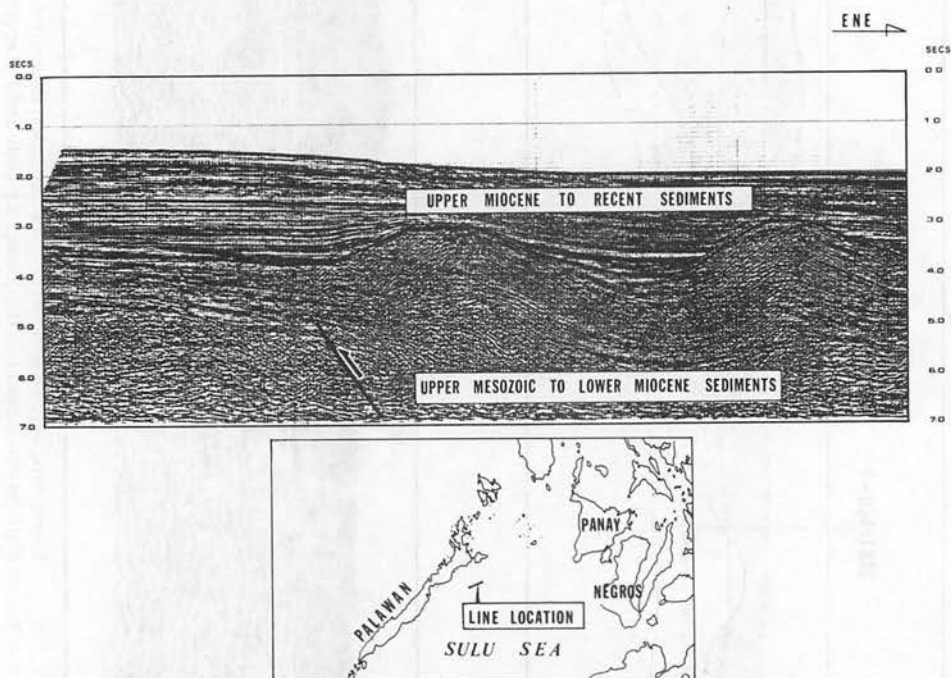 ENE
SECS.
SECS
0.0
0.0
1.0
1.0
2.0
2.0
UPPER MIOCENE TO RECENT SEDIMENTS
3.0
3.0
4.0
4.0
5.0
5.0
6.0
6.0
UPPER MESOZOIC TO LOWER MIOCENE SEDIMENTS
7.0
7.0
PANAY
NEGROS
PALAWAN
LINE LOCATION
SULU SEA